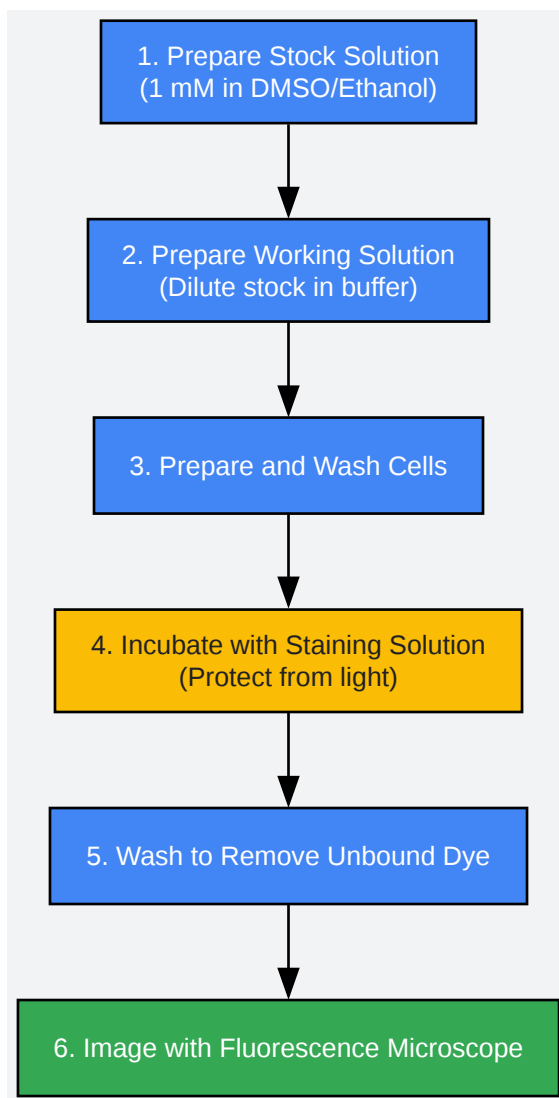 1. Prepare Stock Solution
(1 mM in DMSO/Ethanol)
2. Prepare Working Solution
(Dilute stock in buffer)
3. Prepare and Wash Cells
4. Incubate with Staining Solution
(Protect from light)
5. Wash to Remove Unbound Dye
6. Image with Fluorescence Microscope